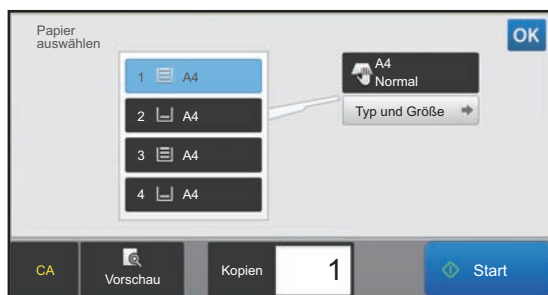 Papier
auswählen
OK
1 A4
2 A4
3 A4
4 A4
A4
Normal
Typ und Größe
CA
Vorschau
Kopien
1
Start